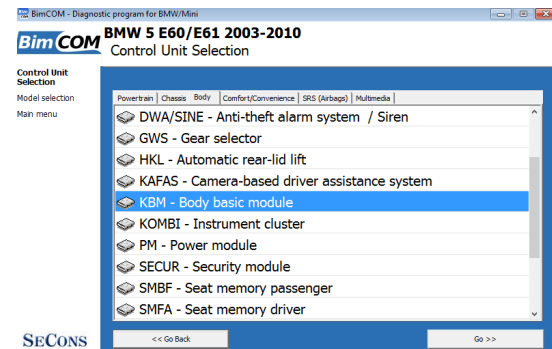 BimCOM - Diagnostic program for BMW/Mini
Bim COM
BMW 5 E60/E61 2003-2010
Control Unit Selection
Control Unit
Selection
Model selection
Main menu
Powertrain Chassis Body Comfort/Convenience SRS (Airbags) Multimedia
DWA/SINE - Anti-theft alarm system / Siren
GWS - Gear selector
HKL - Automatic rear-lid lift
KAFAS - Camera-based driver assistance system
KBM - Body basic module
KOMBI - Instrument cluster
PM - Power module
SECUR - Security module
SMBF - Seat memory passenger
SMFA - Seat memory driver
SECONS
<< Go Back
Go >>